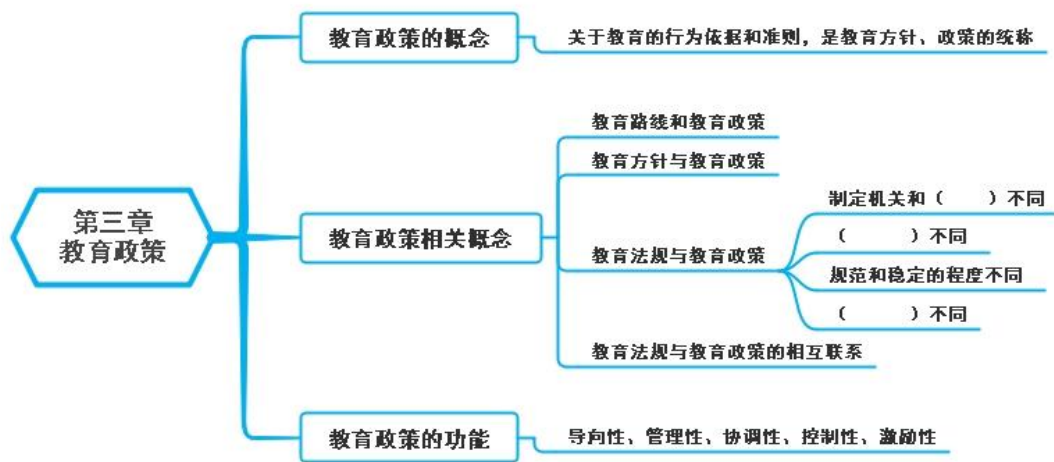 第三章
教育政策
教育政策的概念
关于教育的行为依据和准则，是教育方针、政策的统称
教育政策相关概念
教育路线和教育政策
教育方针与教育政策
教育法规与教育政策
制定机关和（　　）不同
（　　　）不同
规范和稳定的程度不同
（　　　）不同
教育法规与教育政策的相互联系
教育政策的功能
导向性、管理性、协调性、控制性、激励性